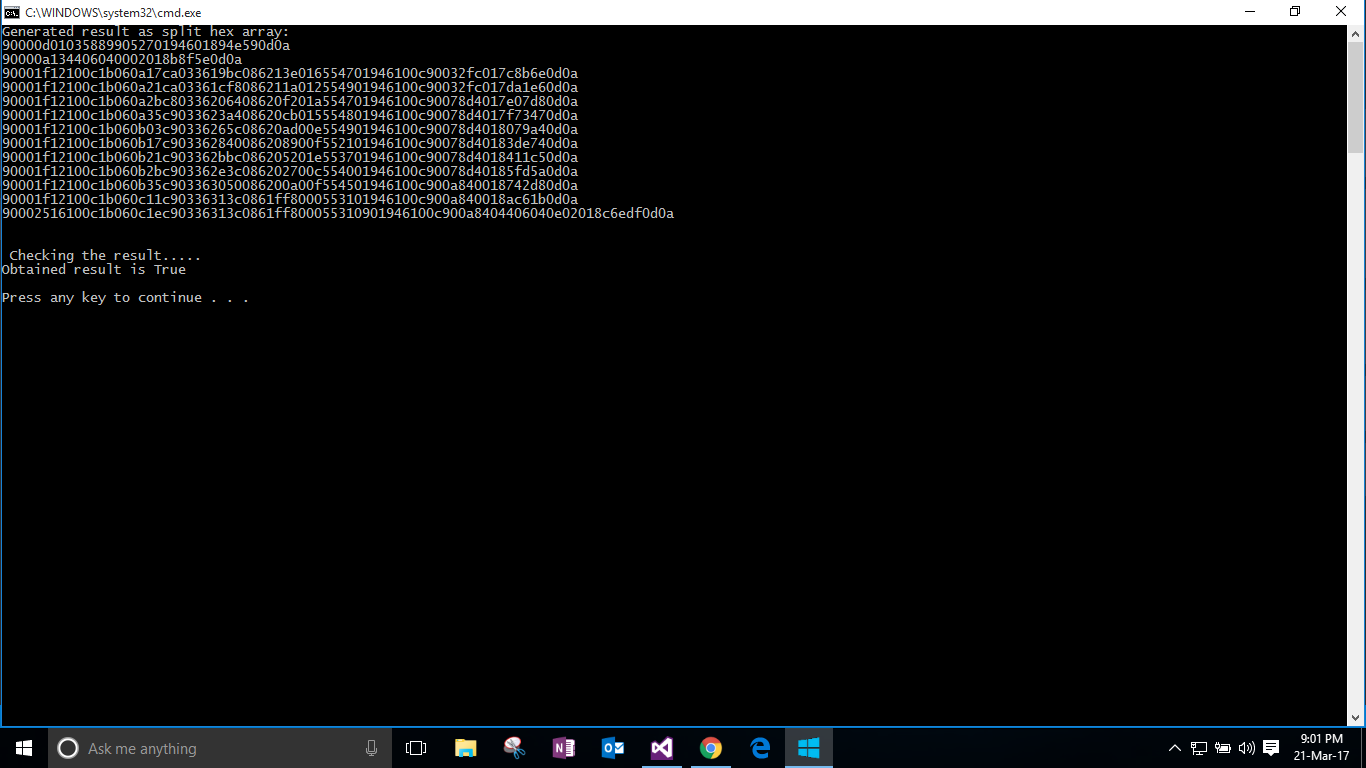 C:\WINDOWS\system32\cmd.exe
Generated result as split hex array:
90000d01035889905270194601894e590d0a
90000a134406040002018b8f5e0d0a
90001f12100c1b060a17ca033619bc086213e016554701946100c90032fc017c8b6e0d0a
90001f12100c1b060a21ca03361cf8086211a012554901946100c90032fc017da1e60d0a
90001f12100c1b060a2bc80336206408620f201a554701946100c90078d4017e07d80d0a
90001f12100c1b060a35c9033623a408620cb015554801946100c90078d4017f73470d0a
90001f12100c1b060b03c90336265c08620ad00e554901946100c90078d4018079a40d0a
90001f12100c1b060b17c903362840086208900f552101946100c90078d40183de740d0a
90001f12100c1b060b21c903362bbc086205201e553701946100c90078d4018411c50d0a
90001f12100c1b060b2bc903362e3c086202700c554001946100c90078d40185fd5a0d0a
90001f12100c1b060b35c903363050086200a00f554501946100c900a840018742d80d0a
90001f12100c1b060c11c90336313c0861ff8000553101946100c900a840018ac61b0d0a
90002516100c1b060c1ec90336313c0861ff800055310901946100c900a8404406040e02018c6edf0d0a
Checking the result.....
Obtained result is True
Press any key to continue . . .
Ask me anything
9:01 PM
21-Mar-17